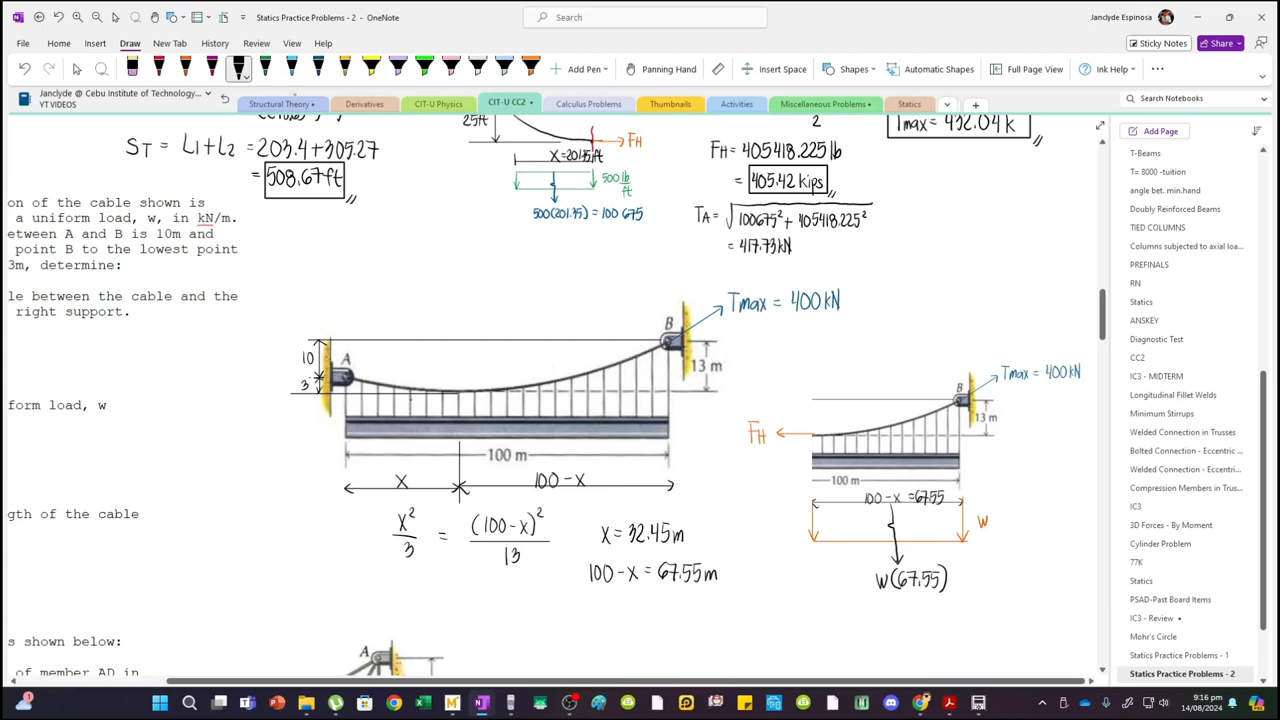 Statics Practice Problems - 2 - OneNote
Search
Janclyde Espinosa
File Home Insert Draw New Tab History Review View Help
Sticky Notes Share
Add Pen Panning Hand Insert Space Shapes Automatic Shapes Full Page View Ink Help
Janclyde @ Cebu Institute of Technology...
YT VIDEOS
Structural Theory Derivatives CIT-U Physics CIT-U CC2 Calculus Problems Thumbnails Activities Miscellaneous Problems Statics
Search Notebooks
Add Page
T-Beams
T= 8000 -tuition
angle bet. min.hand
Doubly Reinforced Beams
TIED COLUMNS
Columns subjected to axial loa...
PREFINALS
RN
Statics
ANSKEY
Diagnostic Test
CC2
IC3 - MIDTERM
Longitudinal Fillet Welds
Minimum Stirrups
Welded Connection in Trusses
Bolted Connection - Eccentric ...
Welded Connection - Eccentri...
Compression Members in Trus...
IC3
3D Forces - By Moment
Cylinder Problem
77K
Statics
PSAD-Past Board Items
IC3 - Review
Mohr's Circle
Statics Practice Problems - 1
Statics Practice Problems - 2
ST = L1+L2 = 203.4+305.27
= 508.67ft
25ft
FH
X=201.35ft
500 lb/ft
500(201.35) = 100 675
2
Tmax = 432.04 k
FH = 405418.225 lb
= 405.42 kips
TA = √100675² + 405418.225²
= 417.73kN
on of the cable shown is
a uniform load, w, in kN/m.
etween A and B is 10m and
point B to the lowest point
3m, determine:
le between the cable and the
right support.
form load, w
gth of the cable
s shown below:
of member AD in
Tmax = 400 kN
B
10
A
3
13 m
100 m
x
100-x
x²/3 = (100-x)²/13
x = 32.45m
100-x = 67.55m
Tmax = 400 kN
B
13 m
FH
100 m
100-x =67.55
w
w(67.55)
A
9:16 pm
14/08/2024